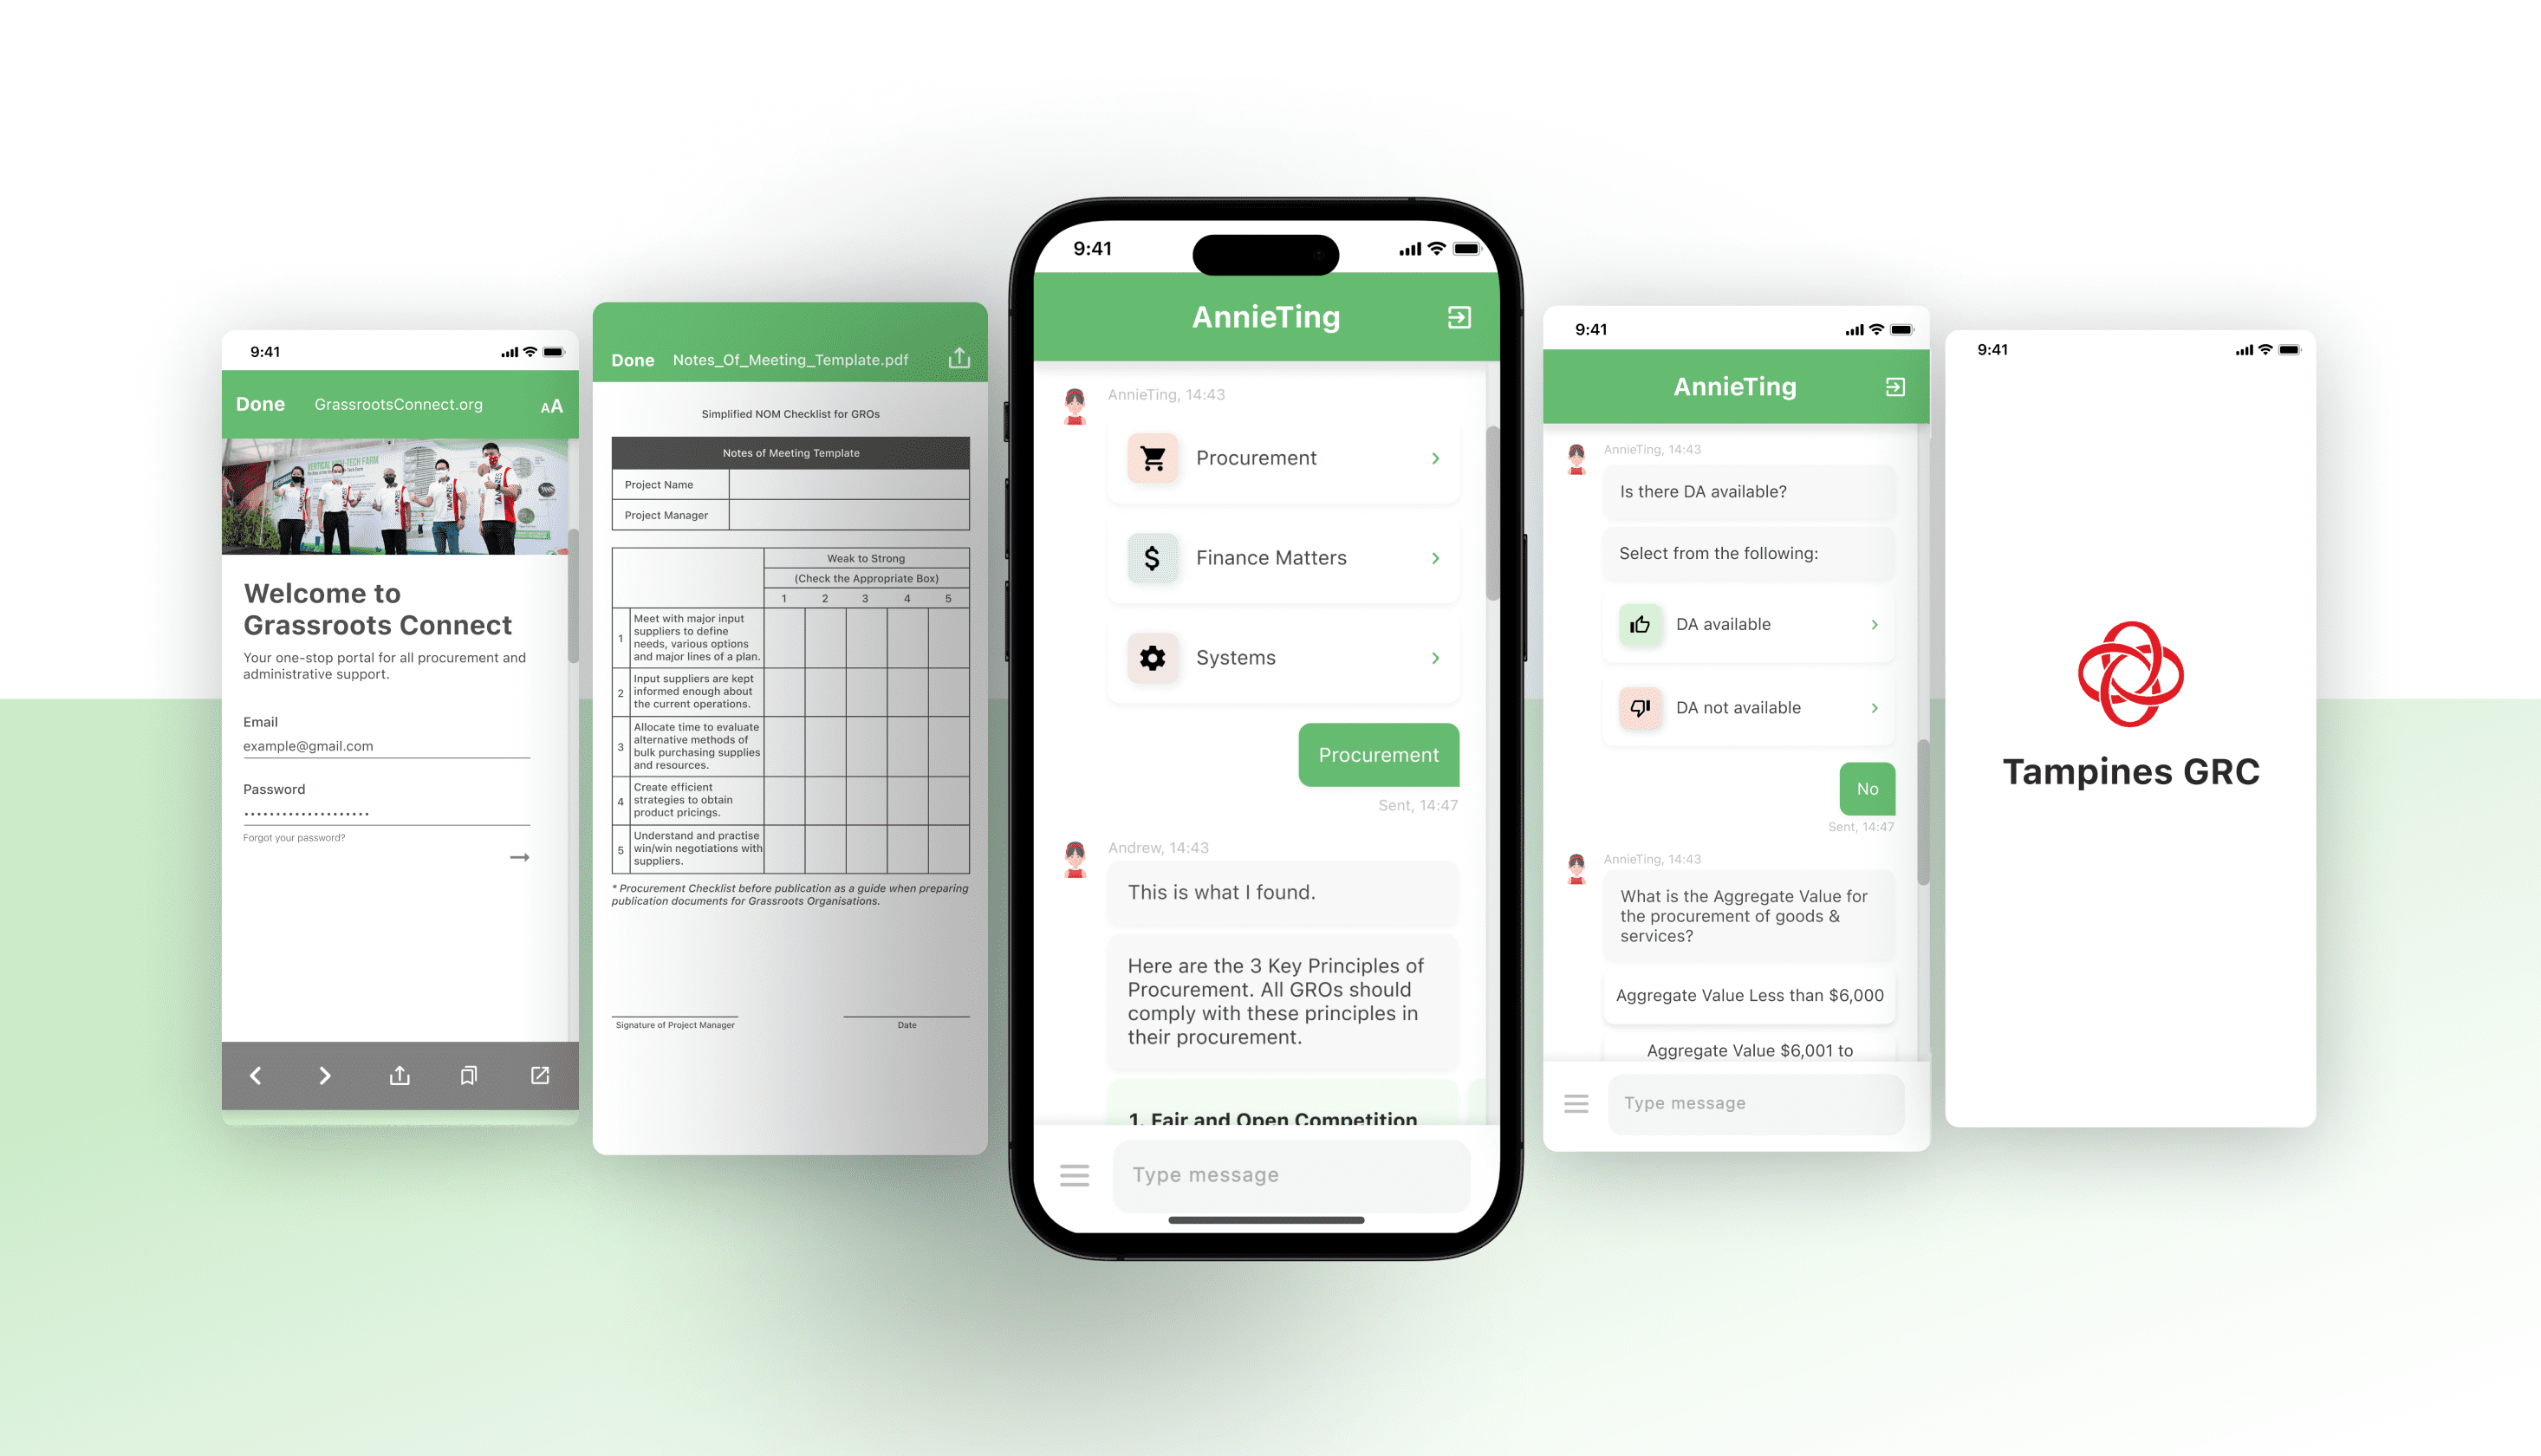 9:41
Done GrassrootsConnect.org AA
VERTICAL HIGH-TECH FARM
TAMPINES
Welcome to
Grassroots Connect
Your one-stop portal for all procurement and
administrative support.
Email
example@gmail.com
Password
Forgot your password?
Done Notes_Of_Meeting_Template.pdf
Simplified NOM Checklist for GROs
Notes of Meeting Template
Project Name
Project Manager
Weak to Strong
(Check the Appropriate Box)
1 2 3 4 5
1 Meet with major input
suppliers to define
needs, various options
and major lines of a plan.
2 Input suppliers are kept
informed enough about
the current operations.
3 Allocate time to evaluate
alternative methods of
bulk purchasing supplies
and resources.
4 Create efficient
strategies to obtain
product pricings.
5 Understand and practise
win/win negotiations with
suppliers.
* Procurement Checklist before publication as a guide when preparing
publication documents for Grassroots Organisations.
Signature of Project Manager Date
9:41
AnnieTing
AnnieTing, 14:43
Procurement
$ Finance Matters
Systems
Procurement
Sent, 14:47
Andrew, 14:43
This is what I found.
Here are the 3 Key Principles of
Procurement. All GROs should
comply with these principles in
their procurement.
1. Fair and Open Competition
Type message
9:41
AnnieTing
AnnieTing, 14:43
Is there DA available?
Select from the following:
DA available
DA not available
No
Sent, 14:47
AnnieTing, 14:43
What is the Aggregate Value for
the procurement of goods &
services?
Aggregate Value Less than $6,000
Aggregate Value $6,001 to
Type message
9:41
Tampines GRC